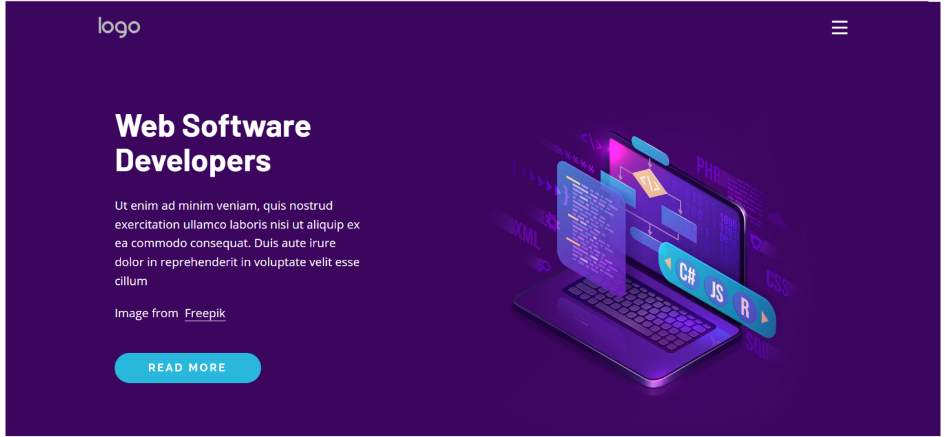 logo
Web Software
Developers
Ut enim ad minim veniam, quis nostrud
exercitation ullamco laboris nisi ut aliquip ex
ea commodo consequat. Duis aute irure
dolor in reprehenderit in voluptate velit esse
cillum
Image from Freepik
READ MORE
</>
PHP
XML
F/A
C# JS R
CSS
SQL